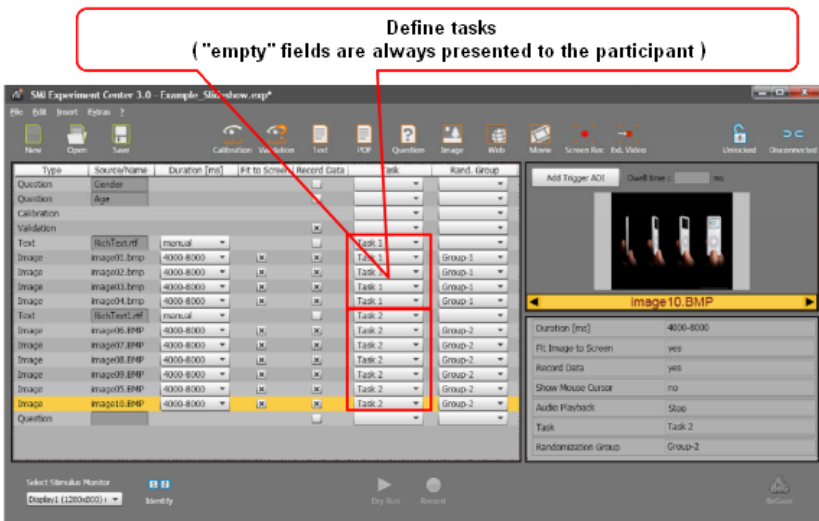 Define tasks
( "empty" fields are always presented to the participant )
SMI Experiment Center 3.0 - Example_Slideshow.exp*
File Edit Insert Extras ?
New Open Save Calibration Validation Text PDF Question Image Web Movie Screen Rec Ext. Video Unlocked Disconnected
Type Source/Name Duration [ms] Fit to Screen Record Data Task Rand. Group
Question Gender
Question Age
Calibration
Validation
Text RichText.rtf manual Task 1
Image image01.bmp 4000-8000 Task 1 Group-1
Image image02.bmp 4000-8000 Task 1 Group-1
Image image03.bmp 4000-8000 Task 1 Group-1
Image image04.bmp 4000-8000 Task 1 Group-1
Text RichText1.rtf manual Task 2
Image image06.BMP 4000-8000 Task 2 Group-2
Image image07.BMP 4000-8000 Task 2 Group-2
Image image08.BMP 4000-8000 Task 2 Group-2
Image image09.BMP 4000-8000 Task 2 Group-2
Image image05.BMP 4000-8000 Task 2 Group-2
Image image10.BMP 4000-8000 Task 2 Group-2
Question
Add Trigger AOI Dwell time : ms
image10.BMP
Duration [ms] 4000-8000
Fit Image to Screen yes
Record Data yes
Show Mouse Cursor no
Audio Playback Stop
Task Task 2
Randomization Group Group-2
Select Stimulus Monitor
Display1 (1280x800) Identify Dry Run Record BeGaze